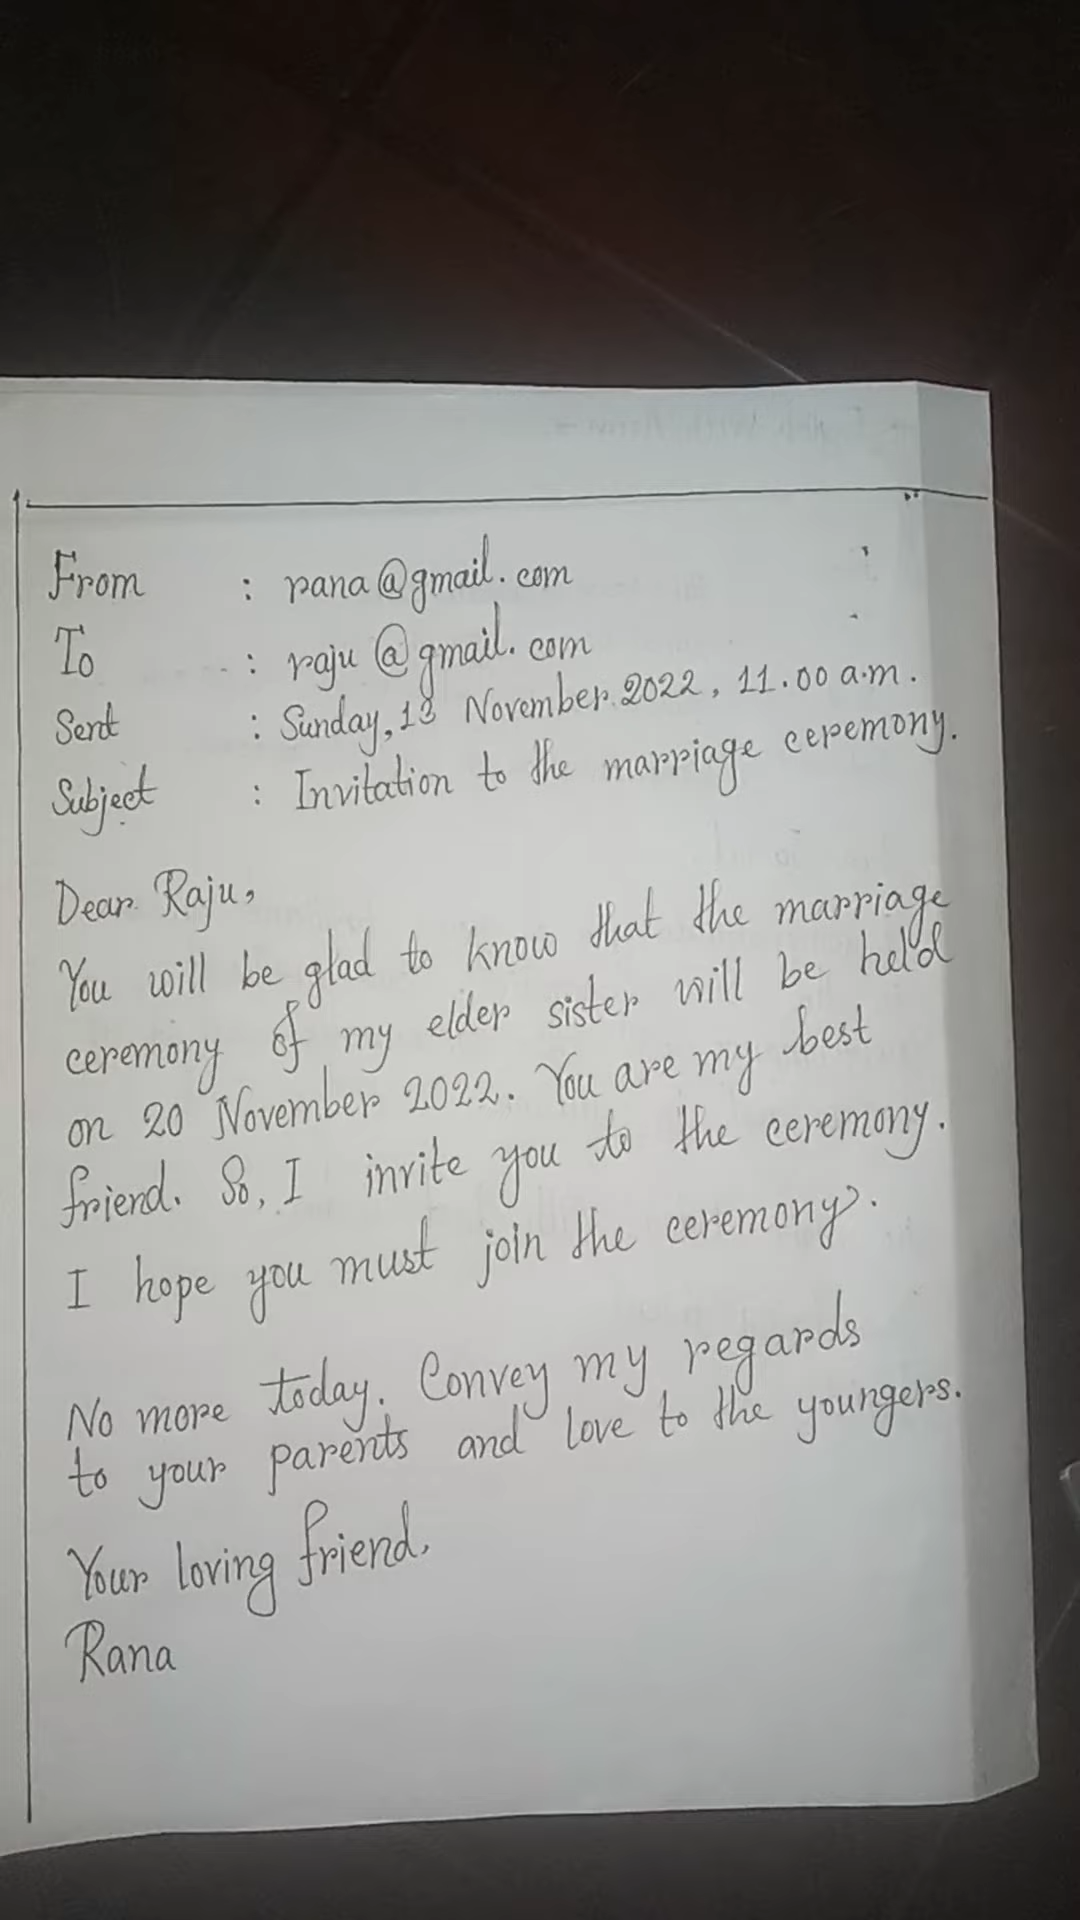 From : rana@gmail.com
To : raju@gmail.com
Sent : Sunday, 13 November 2022, 11.00 a.m.
Subject : Invitation to the marriage ceremony.
Dear Raju,
You will be glad to know that the marriage
ceremony of my elder sister will be held
on 20 November 2022. You are my best
friend. So, I invite you to the ceremony.
I hope you must join the ceremony.
No more today. Convey my regards
to your parents and love to the youngers.
Your loving friend,
Rana